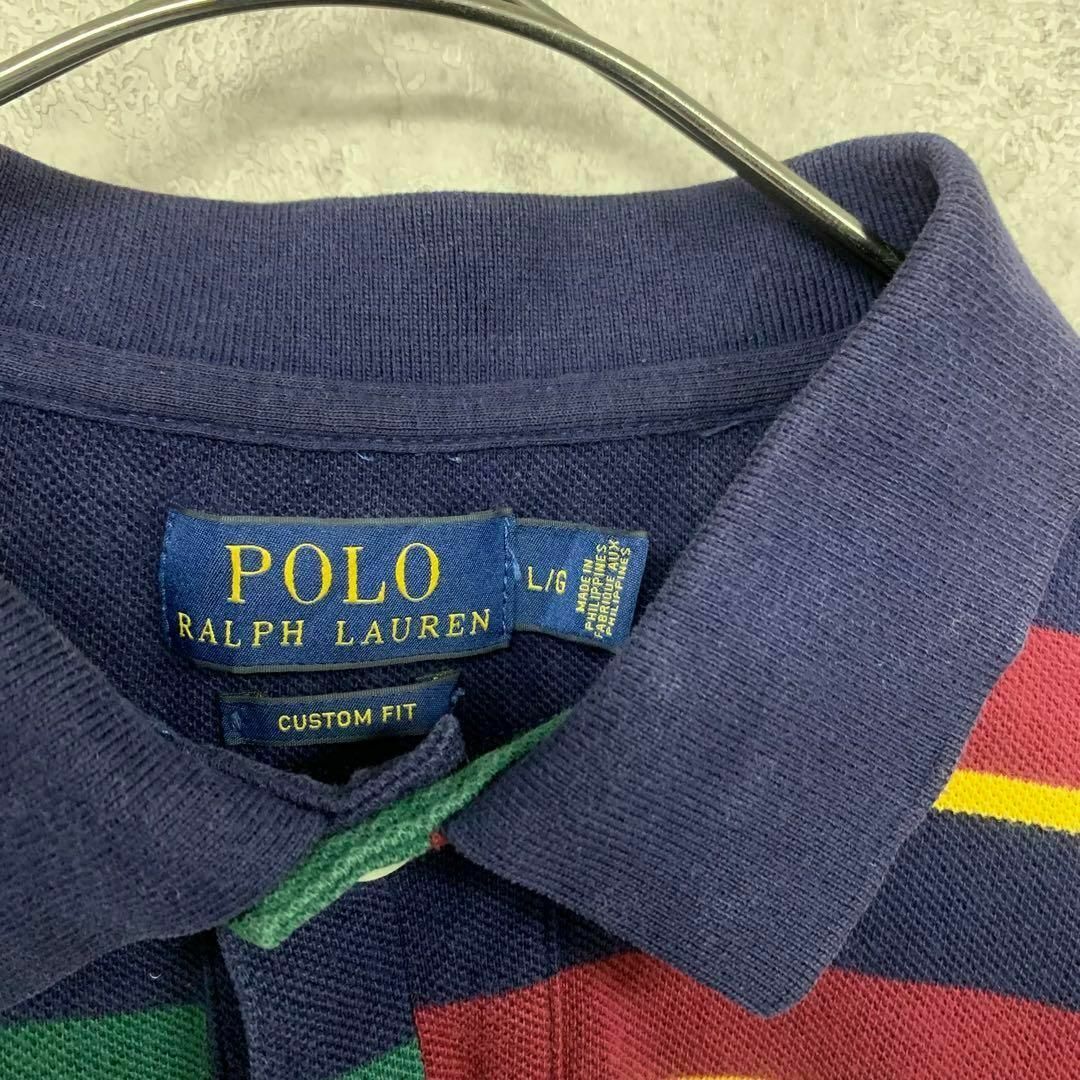 POLO
RALPH LAUREN
L/G
MADE IN
PHILIPPINES
FABRIQUE AUX
PHILIPPINES
CUSTOM FIT